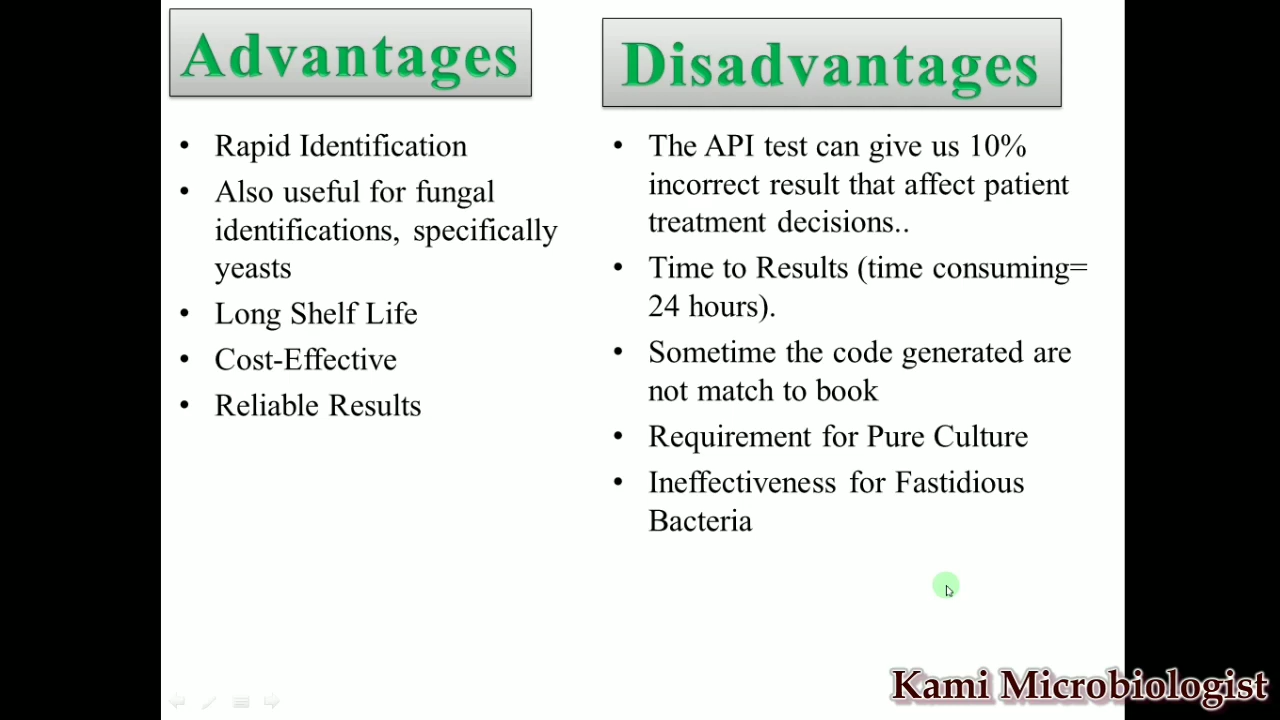 Advantages
• Rapid Identification
• Also useful for fungal
identifications, specifically
yeasts
• Long Shelf Life
• Cost-Effective
• Reliable Results
Disadvantages
• The API test can give us 10%
incorrect result that affect patient
treatment decisions..
• Time to Results (time consuming=
24 hours).
• Sometime the code generated are
not match to book
• Requirement for Pure Culture
• Ineffectiveness for Fastidious
Bacteria
Kami Microbiologist